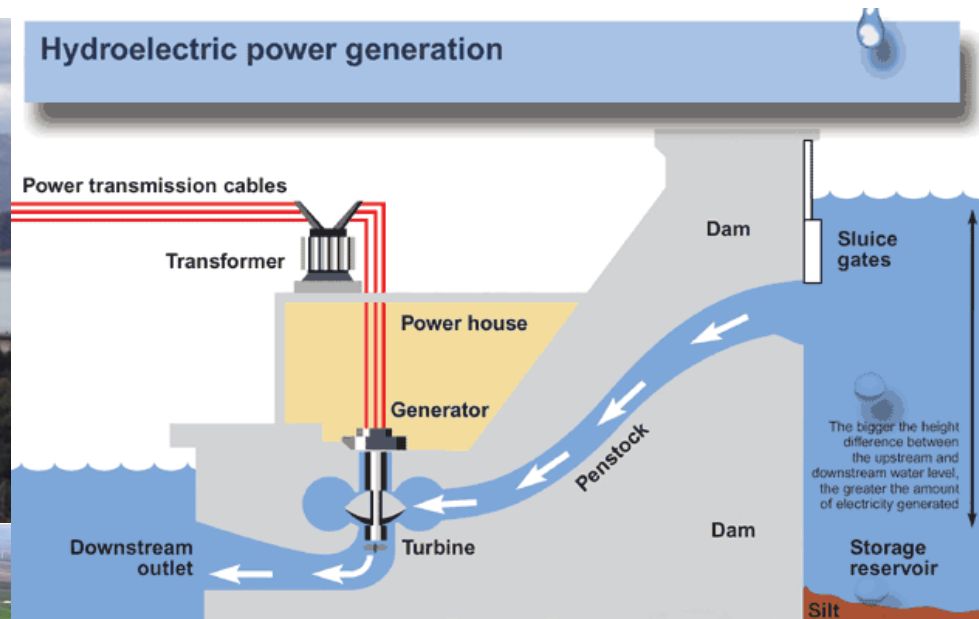 Hydroelectric power generation
Power transmission cables
Transformer
Dam
Sluice
gates
Power house
Generator
Penstock
The bigger the height
difference between
the upstream and
downstream water level,
the greater the amount
of electricity generated
Dam
Turbine
Downstream
outlet
Storage
reservoir
Silt